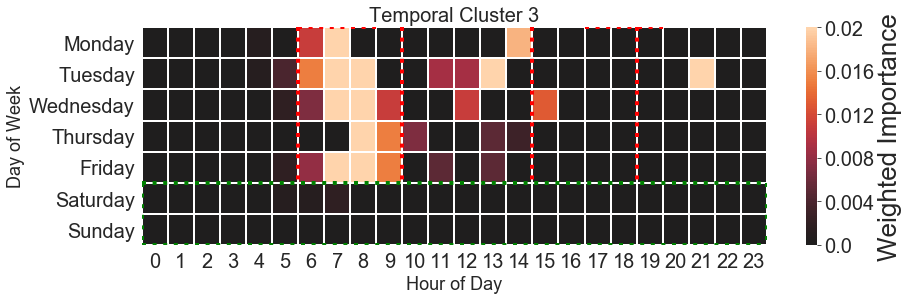 Temporal Cluster 3
Day of Week
Monday
Tuesday
Wednesday
Thursday
Friday
Saturday
Sunday
0 1 2 3 4 5 6 7 8 9 10 11 12 13 14 15 16 17 18 19 20 21 22 23
Hour of Day
0.02
0.016
0.012
0.008
0.004
0.0
Weighted Importance